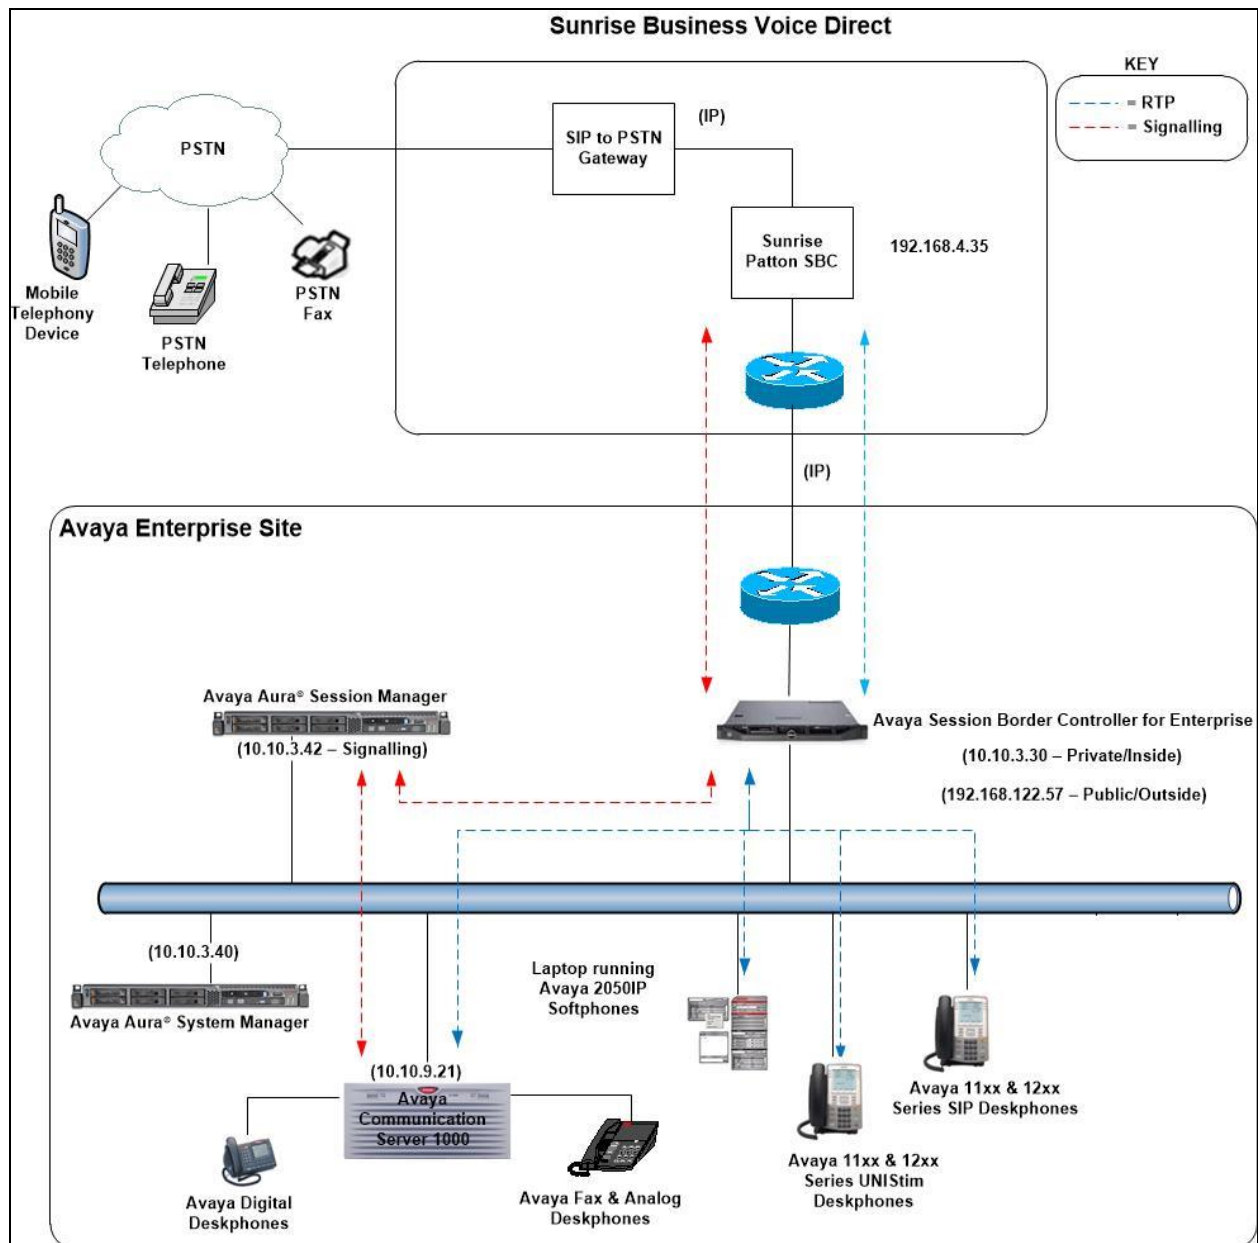 Sunrise Business Voice Direct
KEY
= RTP
= Signalling
(IP)
SIP to PSTN
Gateway
PSTN
Sunrise
Patton SBC
192.168.4.35
Mobile
Telephony
Device
PSTN
Fax
PSTN
Telephone
(IP)
Avaya Enterprise Site
Avaya Aura® Session Manager
(10.10.3.42 – Signalling)
Avaya Session Border Controller for Enterprise
(10.10.3.30 – Private/Inside)
(192.168.122.57 – Public/Outside)
(10.10.3.40)
Avaya Aura® System Manager
Laptop running
Avaya 2050IP
Softphones
(10.10.9.21)
Avaya
Communication
Server 1000
Avaya 11xx & 12xx
Series SIP Deskphones
Avaya 11xx & 12xx
Series UNIStim
Deskphones
Avaya Digital
Deskphones
Avaya Fax & Analog
Deskphones